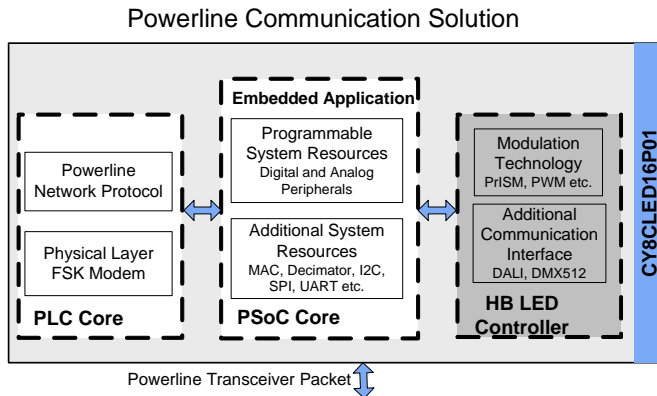 Powerline Communication Solution
Powerline
Network Protocol
Physical Layer
FSK Modem
PLC Core
Embedded Application
Programmable
System Resources
Digital and Analog
Peripherals
Additional System
Resources
MAC, Decimator, I2C,
SPI, UART etc.
PSoC Core
Modulation
Technology
PrISM, PWM etc.
Additional
Communication
Interface
DALI, DMX512
HB LED
Controller
CY8CLED16P01
Powerline Transceiver Packet